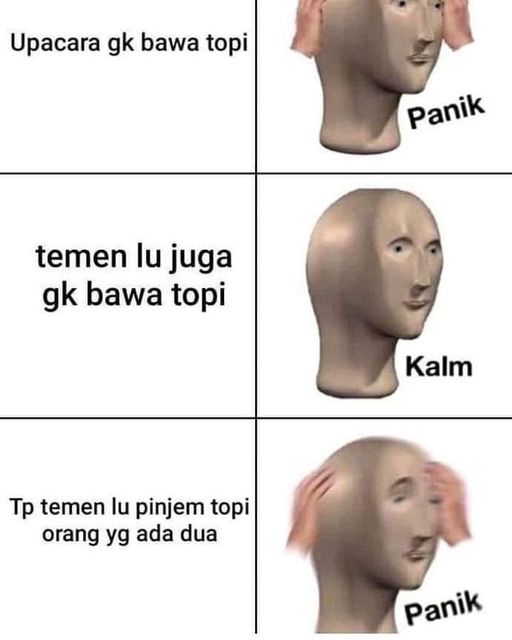 Upacara gk bawa topi
Panik
temen lu juga
gk bawa topi
Kalm
Tp temen lu pinjem topi
orang yg ada dua
Panik